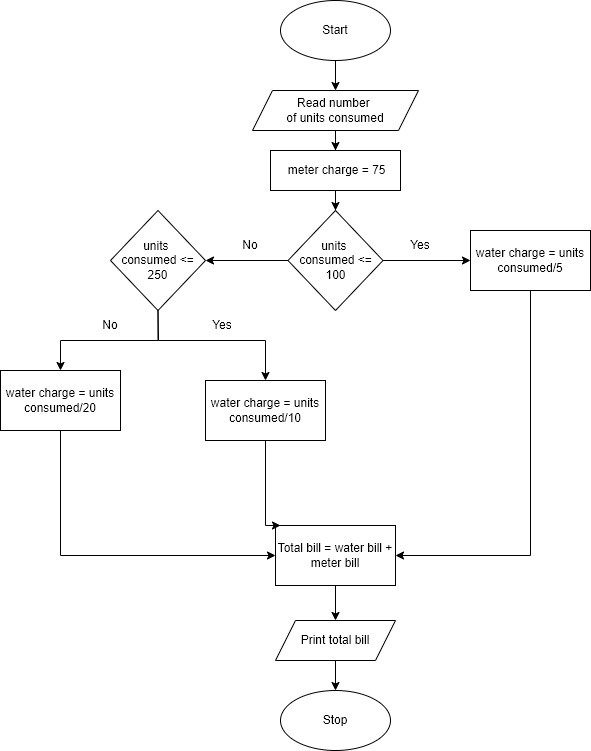 Start
Read number
of units consumed
meter charge = 75
units
consumed <=
250
No
units
consumed <=
100
Yes
water charge = units
consumed/5
No
Yes
water charge = units
consumed/20
water charge = units
consumed/10
Total bill = water bill +
meter bill
Print total bill
Stop